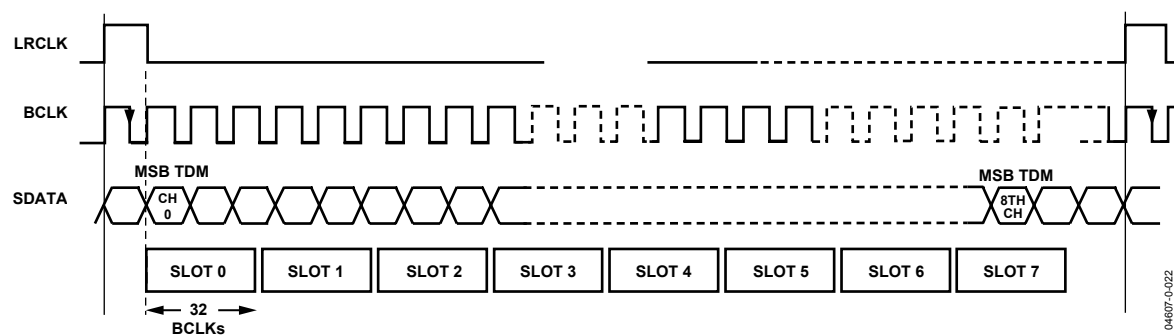 LRCLK
BCLK
MSB TDM
MSB TDM
SDATA
CH
0
8TH
CH
SLOT 0
SLOT 1
SLOT 2
SLOT 3
SLOT 4
SLOT 5
SLOT 6
SLOT 7
32
BCLKs
04607-0-022